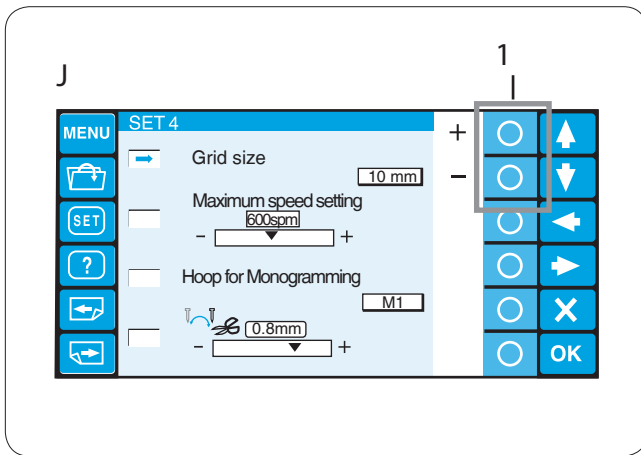 1
J
MENU
SET 4
+
Grid size
10 mm
−
SET
Maximum speed setting
600spm
- +
?
Hoop for Monogramming
M1
0.8mm
- +
OK